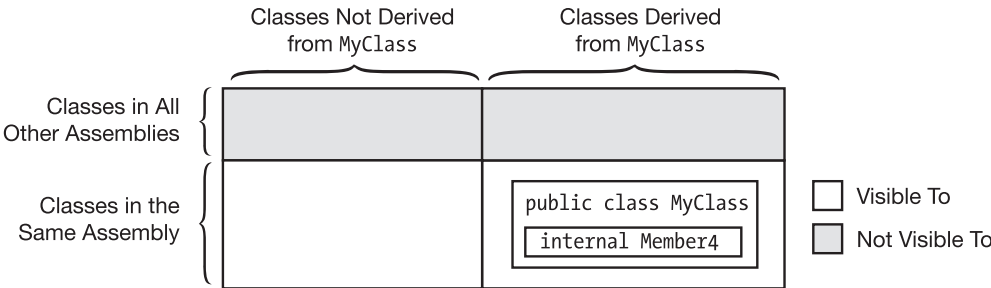 Classes Not Derived
from MyClass
Classes Derived
from MyClass
Classes in All
Other Assemblies
Classes in the
Same Assembly
public class MyClass
internal Member4
Visible To
Not Visible To